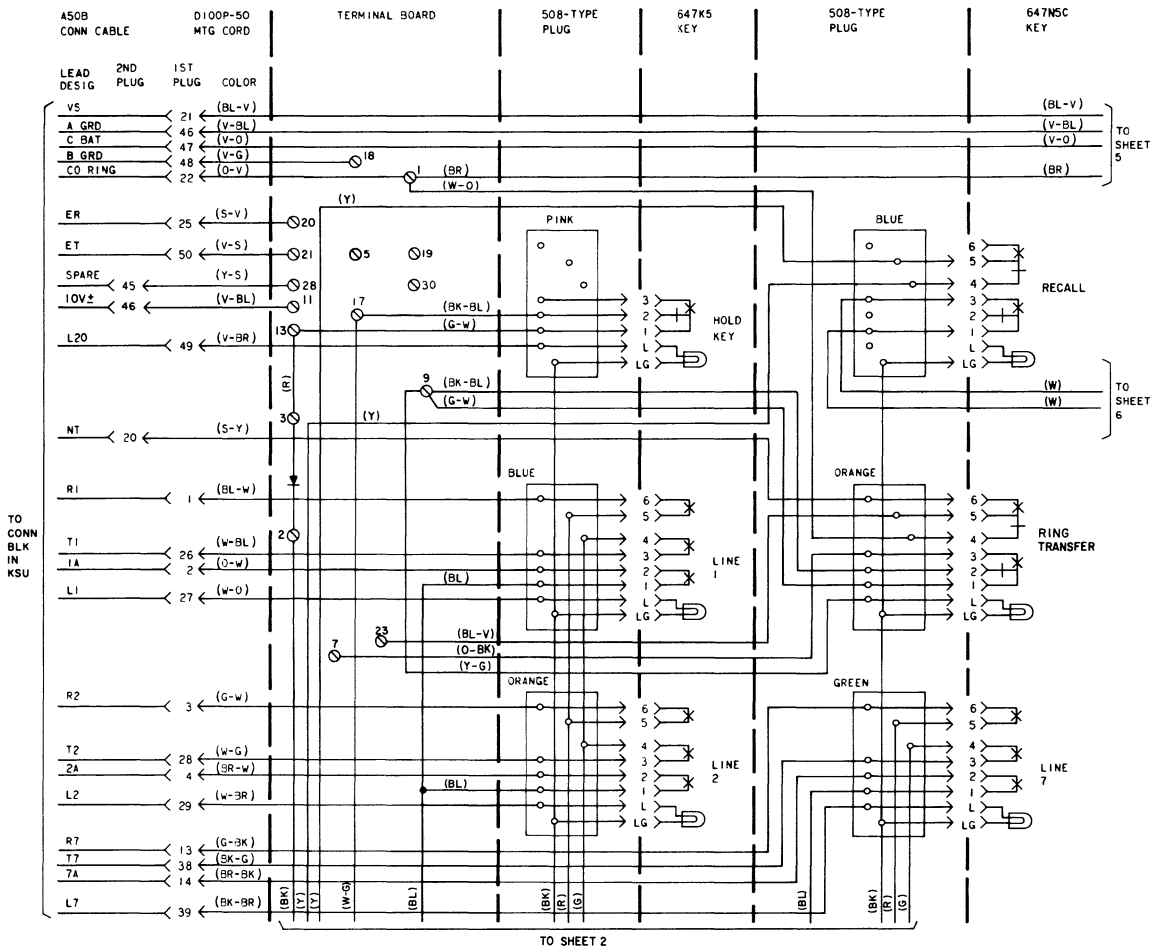 A50B CONN CABLE
D100P-50 MTG CORD
TERMINAL BOARD
508-TYPE PLUG
647K5 KEY
508-TYPE PLUG
647N5C KEY
LEAD DESIG
2ND PLUG
1ST PLUG
COLOR
VS 21 (BL-V) (BL-V)
A GRD 46 (V-BL) (V-BL)
C BAT 47 (V-O) (V-O)
B GRD 48 (V-G) 18
CO RING 22 (O-V) 1 (BR) (BR)
(W-O)
TO SHEET 5
(Y)
ER 25 (S-V) 20
PINK
BLUE
ET 50 (V-S) 21 5 19
SPARE 45 (Y-S) 28 30
10V± 46 (V-BL) 11
17 (BK-BL)
13 (G-W)
L20 49 (V-BR)
3
2
1
L
LG
HOLD KEY
6
5
4
3
2
1
L
LG
RECALL
(R)
9 (BK-BL)
(G-W)
(W)
(W)
TO SHEET 6
3
(Y)
NT 20 (S-Y)
BLUE
ORANGE
R1 1 (BL-W)
2
T1 26 (W-BL)
1A 2 (O-W)
(BL)
L1 27 (W-O)
6
5
4
3
2
1
L
LG
LINE 1
6
5
4
3
2
1
L
LG
RING TRANSFER
TO CONN BLK IN KSU
23 (BL-V)
7 (O-BK)
(Y-G)
ORANGE
GREEN
R2 3 (G-W)
T2 28 (W-G)
2A 4 (BR-W)
(BL)
L2 29 (W-BR)
6
5
4
3
2
1
L
LG
LINE 2
6
5
4
3
2
1
L
LG
LINE 7
R7 13 (G-BK)
T7 38 (BK-G)
7A 14 (BR-BK)
L7 39 (BK-BR)
(BK) (Y) (Y) (W-G) (BL) (BK) (R) (G) (BL) (BK) (R) (G)
TO SHEET 2